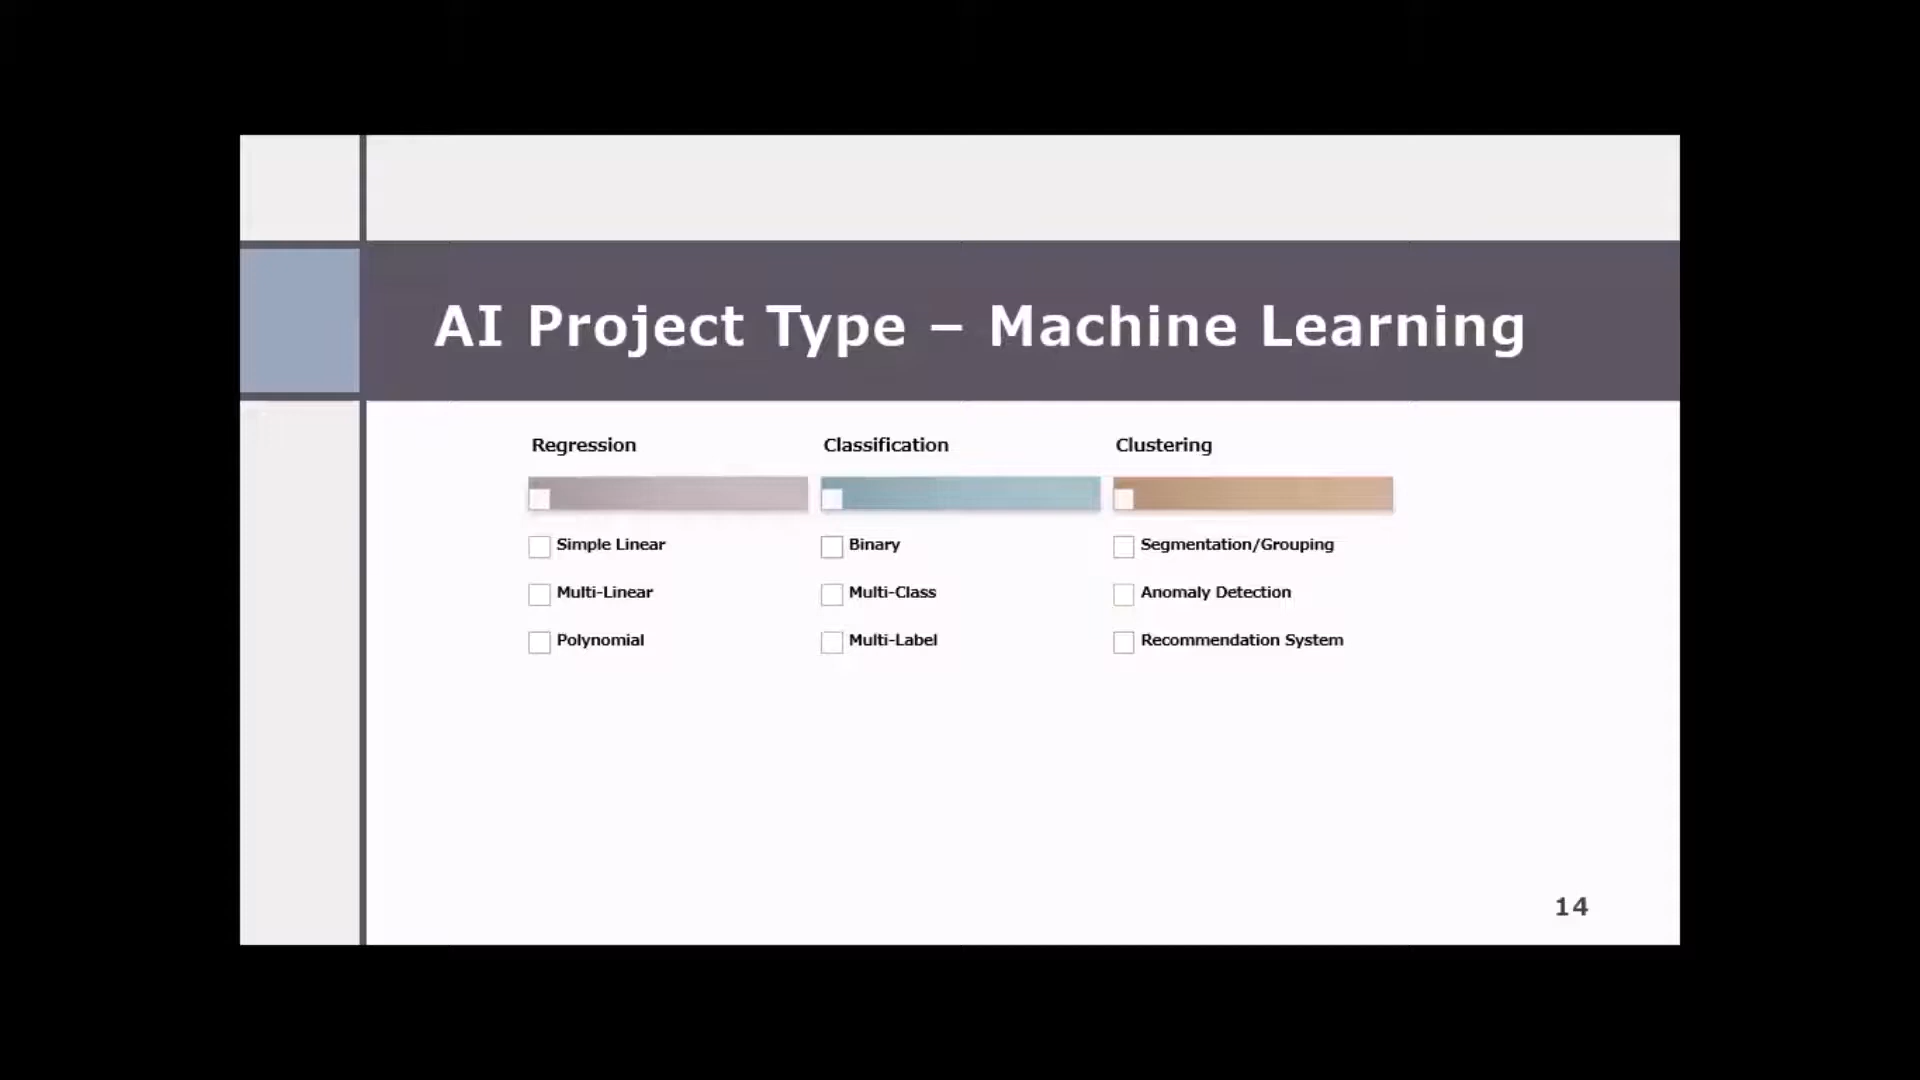 AI Project Type – Machine Learning
Regression
Simple Linear
Multi-Linear
Polynomial
Classification
Binary
Multi-Class
Multi-Label
Clustering
Segmentation/Grouping
Anomaly Detection
Recommendation System
14